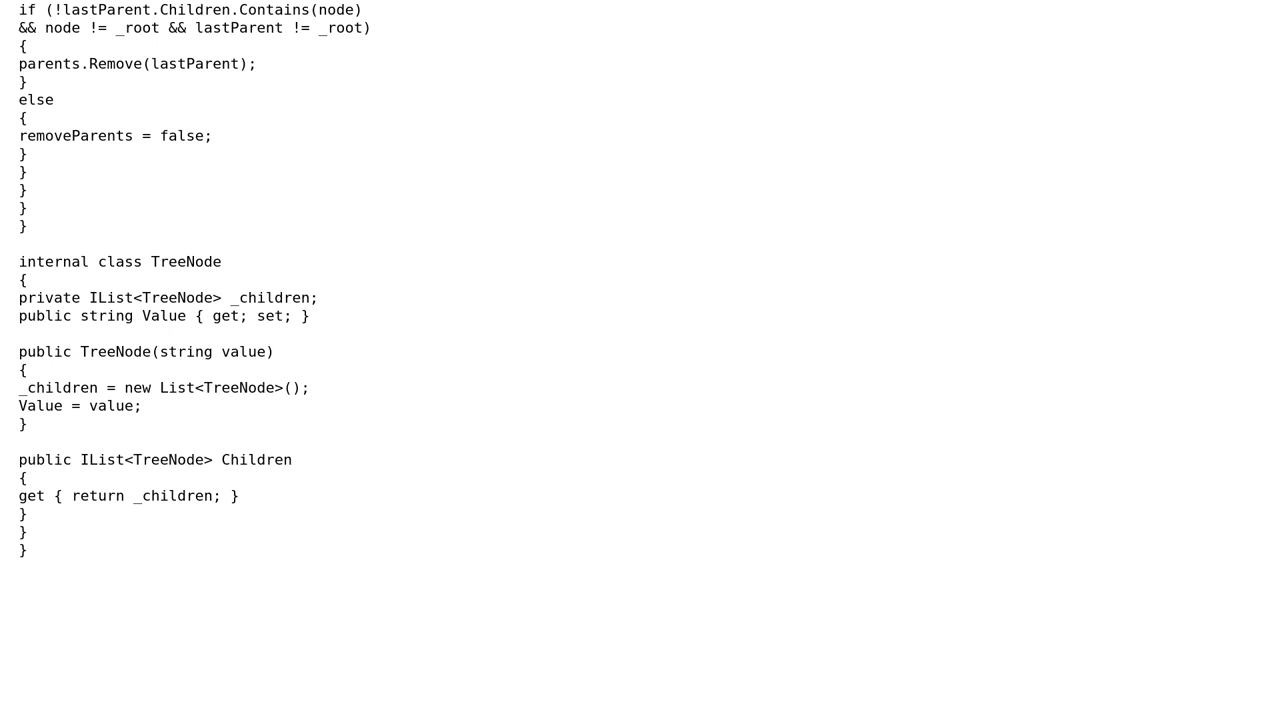 if (!lastParent.Children.Contains(node)
&& node != _root && lastParent != _root)
{
parents.Remove(lastParent);
}
else
{
removeParents = false;
}
}
}
}
}

internal class TreeNode
{
private IList<TreeNode> _children;
public string Value { get; set; }

public TreeNode(string value)
{
_children = new List<TreeNode>();
Value = value;
}

public IList<TreeNode> Children
{
get { return _children; }
}
}
}